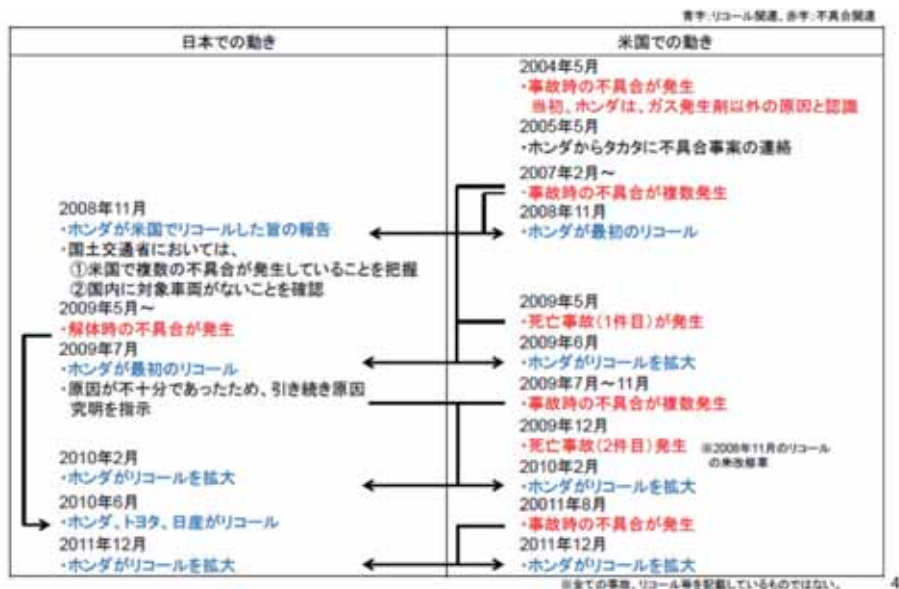 青字:リコール関連、赤字:不具合関連
日本での動き
2008年11月
・ホンダが米国でリコールした旨の報告
・国土交通省においては、
①米国で複数の不具合が発生していることを把握
②国内に対象車両がないことを確認
2009年5月～
・解体時の不具合が発生
2009年7月
・ホンダが最初のリコール
・原因が不十分であったため、引き続き原因
究明を指示
2010年2月
・ホンダがリコールを拡大
2010年6月
・ホンダ、トヨタ、日産がリコール
2011年12月
・ホンダがリコールを拡大
米国での動き
2004年5月
・事故時の不具合が発生
当初、ホンダは、ガス発生剤以外の原因と認識
2005年5月
・ホンダからタカタに不具合事案の連絡
2007年2月～
・事故時の不具合が複数発生
2008年11月
・ホンダが最初のリコール
2009年5月
・死亡事故(1件目)が発生
2009年6月
・ホンダがリコールを拡大
2009年7月～11月
・事故時の不具合が複数発生
2009年12月
・死亡事故(2件目)発生 ※2008年11月のリコール
の未改修車
2010年2月
・ホンダがリコールを拡大
20011年8月
・事故時の不具合が発生
2011年12月
・ホンダがリコールを拡大
※全ての事故、リコール等を記載しているものではない。
4